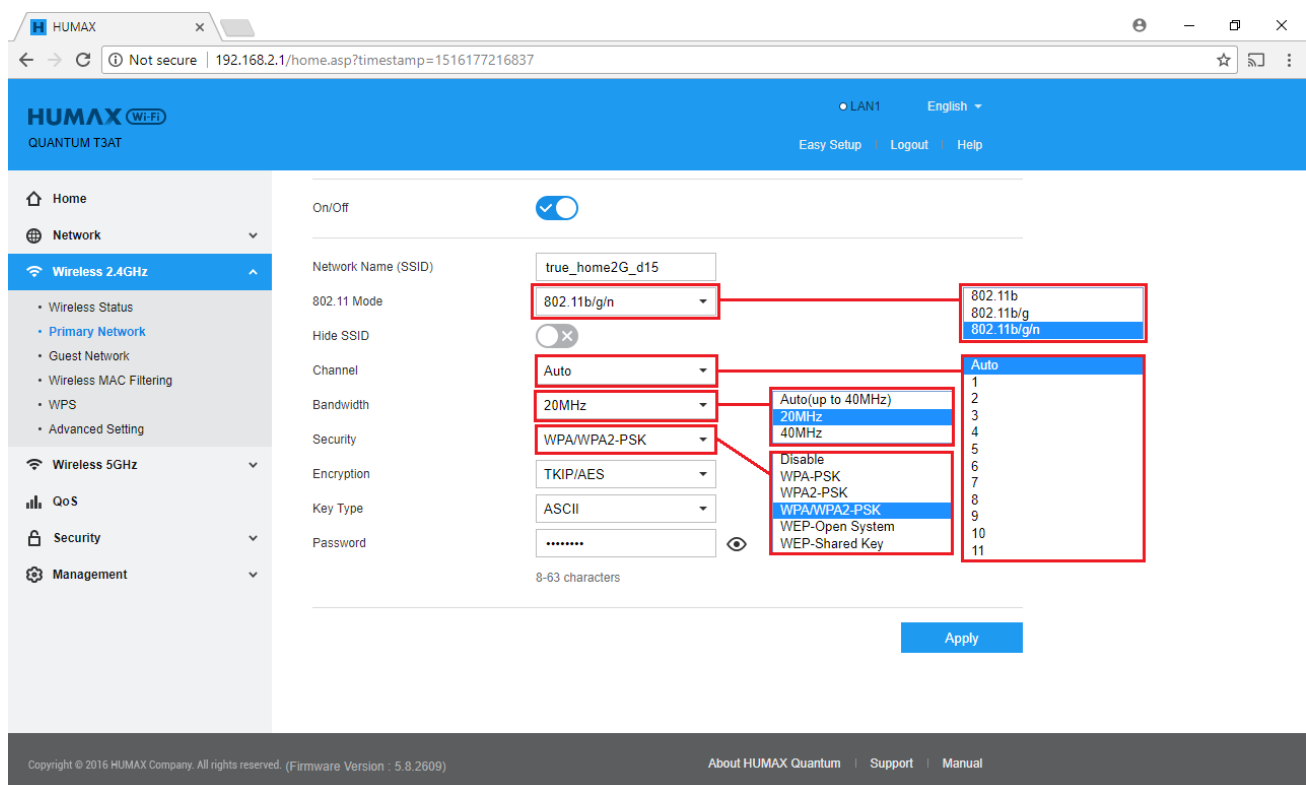 HUMAX
Not secure | 192.168.2.1/home.asp?timestamp=1516177216837
HUMAX Wi-Fi
QUANTUM T3AT
LAN1 English
Easy Setup | Logout | Help
Home
Network
Wireless 2.4GHz
• Wireless Status
• Primary Network
• Guest Network
• Wireless MAC Filtering
• WPS
• Advanced Setting
Wireless 5GHz
QoS
Security
Management
On/Off
Network Name (SSID) true_home2G_d15
802.11 Mode 802.11b/g/n
Hide SSID
Channel Auto
Bandwidth 20MHz
Security WPA/WPA2-PSK
Encryption TKIP/AES
Key Type ASCII
Password ••••••••
8-63 characters
802.11b
802.11b/g
802.11b/g/n
Auto
1
2
3
4
5
6
7
8
9
10
11
Auto(up to 40MHz)
20MHz
40MHz
Disable
WPA-PSK
WPA2-PSK
WPA/WPA2-PSK
WEP-Open System
WEP-Shared Key
Apply
Copyright © 2016 HUMAX Company. All rights reserved. (Firmware Version : 5.8.2609)
About HUMAX Quantum | Support | Manual